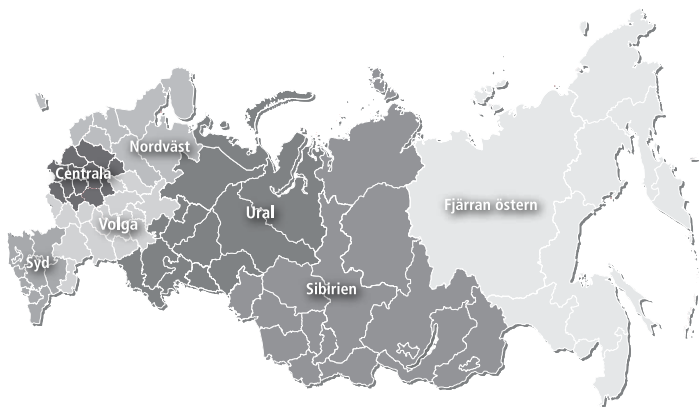 Nordväst
Centrala
Volga
Syd
Ural
Sibirien
Fjärran östern